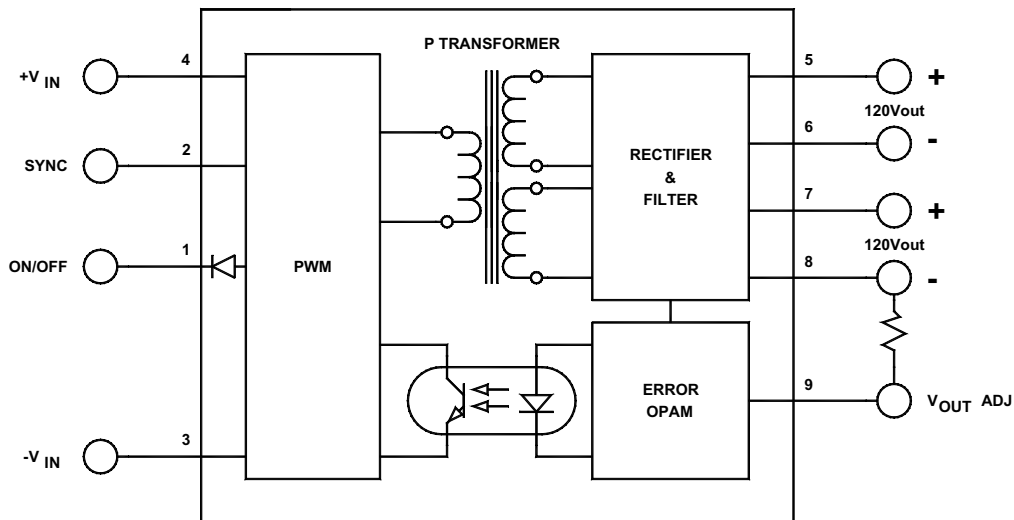 P TRANSFORMER
4
+V IN
2
SYNC
1
ON/OFF
3
-V IN
PWM
RECTIFIER
&
FILTER
ERROR
OPAM
5
+
120Vout
6
-
7
+
120Vout
8
-
9
VOUT ADJ